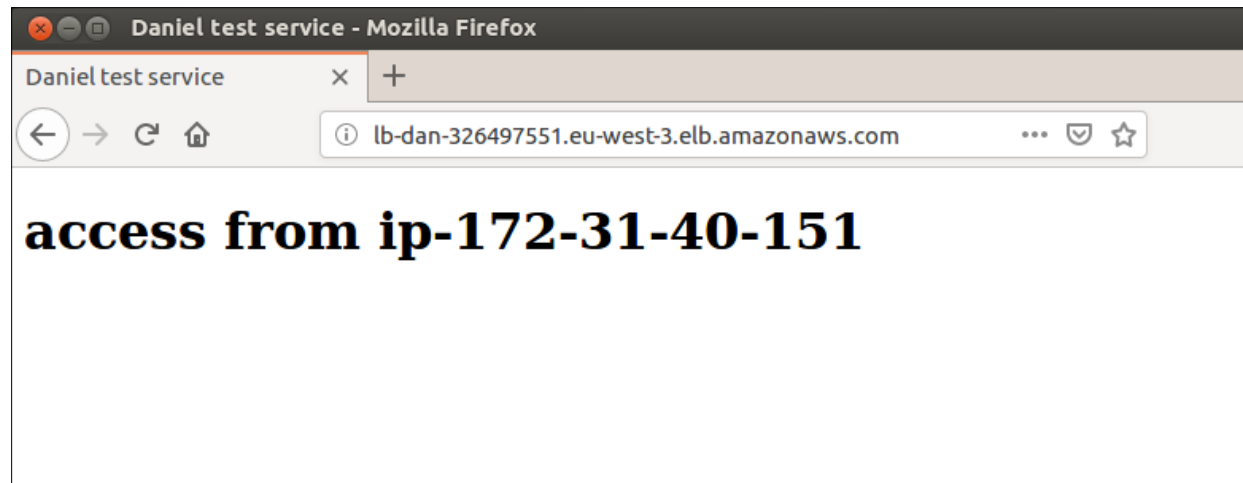 Daniel test service - Mozilla Firefox
Daniel test service
lb-dan-326497551.eu-west-3.elb.amazonaws.com
access from ip-172-31-40-151